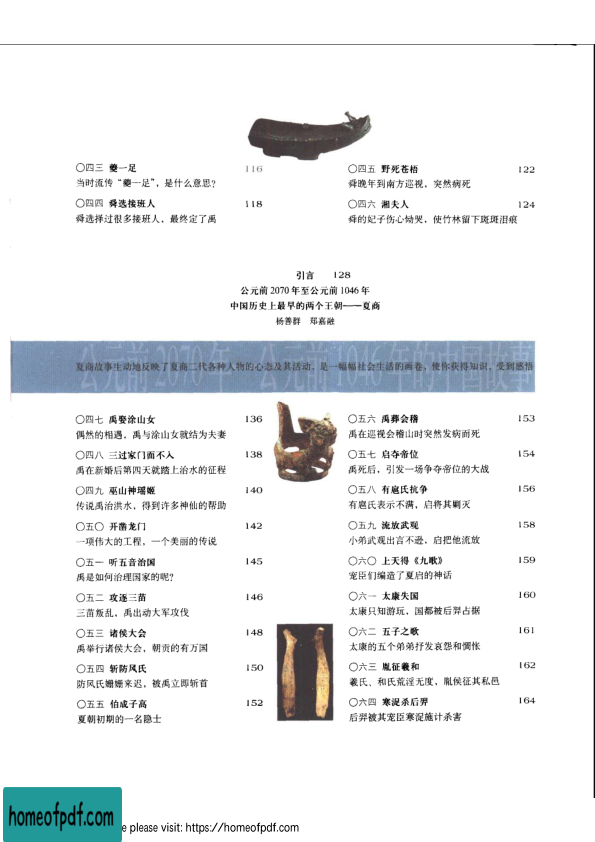 〇四三 夔一足 116
当时流传“夔一足”，是什么意思?
〇四四 舜选接班人 118
舜选择过很多接班人，最终定了禹
〇四五 野死苍梧 122
舜晚年到南方巡视，突然病死
〇四六 湘夫人 124
舜的妃子伤心恸哭，使竹林留下斑斑泪痕
引言 128
公元前2070年至公元前1046年
中国历史上最早的两个王朝——夏商
杨善群 郑嘉融
公元前2070年—公元前1046年的中国故事
夏商故事生动地反映了夏商二代各种人物的心态及其活动，是一幅幅社会生活的画卷，使你获得知识，受到感悟
〇四七 禹娶涂山女 136
偶然的相遇，禹与涂山女就结为夫妻
〇四八 三过家门而不入 138
禹在新婚后第四天就踏上治水的征程
〇四九 巫山神瑶姬 140
传说禹治洪水，得到许多神仙的帮助
〇五〇 开凿龙门 142
一项伟大的工程，一个美丽的传说
〇五一 听五音治国 145
禹是如何治理国家的呢?
〇五二 攻逐三苗 146
三苗叛乱，禹出动大军攻伐
〇五三 诸侯大会 148
禹举行诸侯大会，朝贡的有万国
〇五四 斩防风氏 150
防风氏姗姗来迟，被禹立即斩首
〇五五 伯成子高 152
夏朝初期的一名隐士
〇五六 禹葬会稽 153
禹在巡视会稽山时突然发病而死
〇五七 启夺帝位 154
禹死后，引发一场争夺帝位的大战
〇五八 有扈氏抗争 156
有扈氏表示不满，启将其剿灭
〇五九 流放武观 158
小弟武观出言不逊，启把他流放
〇六〇 上天得《九歌》 159
宠臣们编造了夏启的神话
〇六一 太康失国 160
太康只知游玩，国都被后羿占据
〇六二 五子之歌 161
太康的五个弟弟抒发哀怨和惆怅
〇六三 胤征羲和 162
羲氏、和氏荒淫无度，胤侯征其私邑
〇六四 寒浞杀后羿 164
后羿被其宠臣寒浞施计杀害
homeofpdf.com
e please visit: https://homeofpdf.com